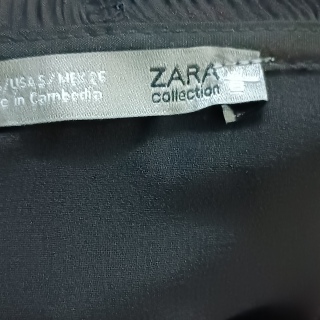 /USA S / MEX 26
ZARA
e in Cambodia
Collection